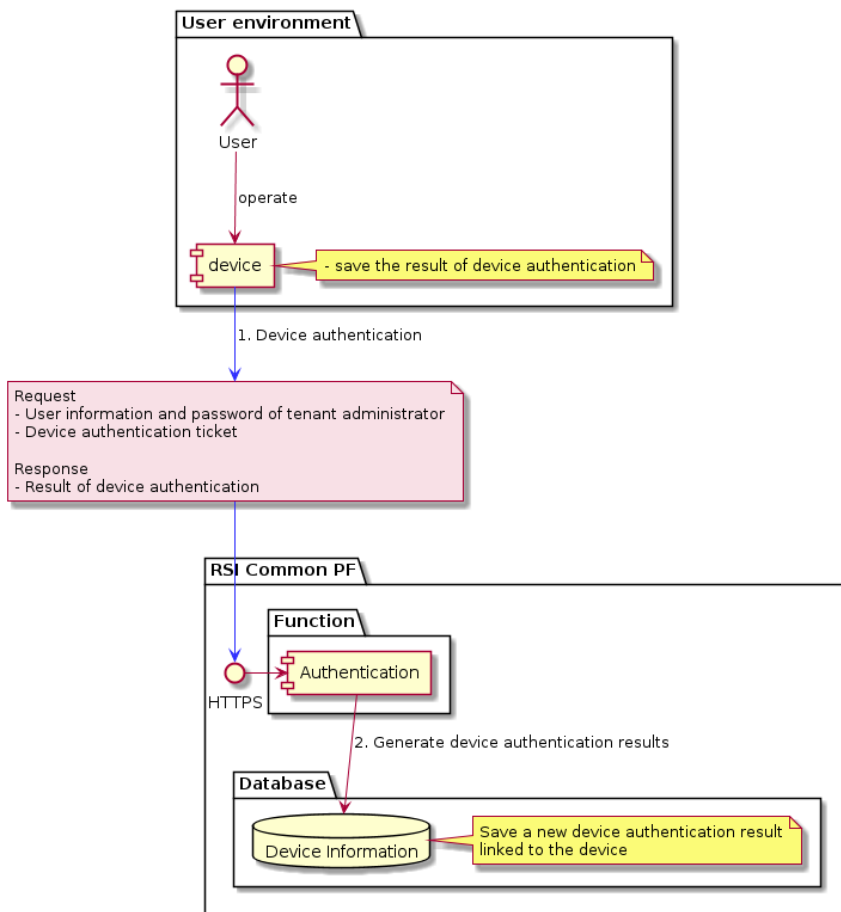 User environment
User
operate
device
- save the result of device authentication
1. Device authentication
Request
- User information and password of tenant administrator
- Device authentication ticket
Response
- Result of device authentication
RSI Common PF
Function
Authentication
HTTPS
2. Generate device authentication results
Database
Device Information
Save a new device authentication result
linked to the device